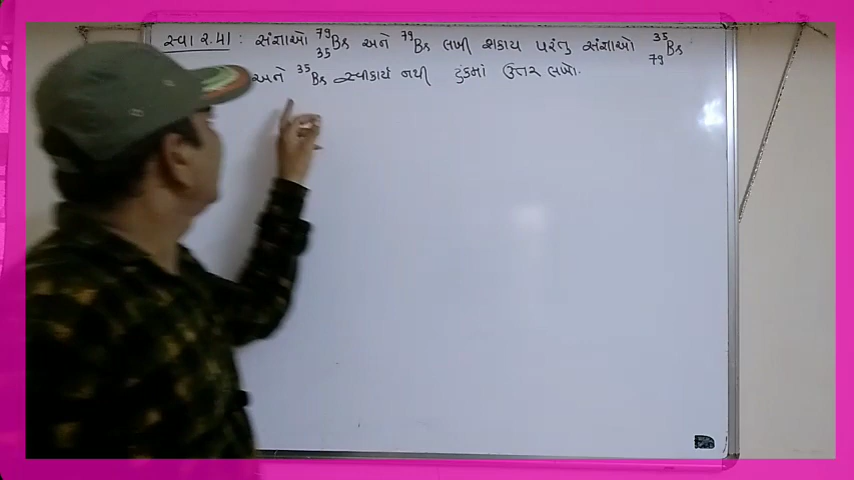 સ્વા ૨.41 : સંજ્ઞાઓ ⁷⁹₃₅Br અને ⁷⁹Br લખી શકાય પરંતુ સંજ્ઞાઓ ³⁵₇₉Br
અને ³⁵Br સ્વીકાર્ય નથી ટુંકમાં ઉત્તર લખો.